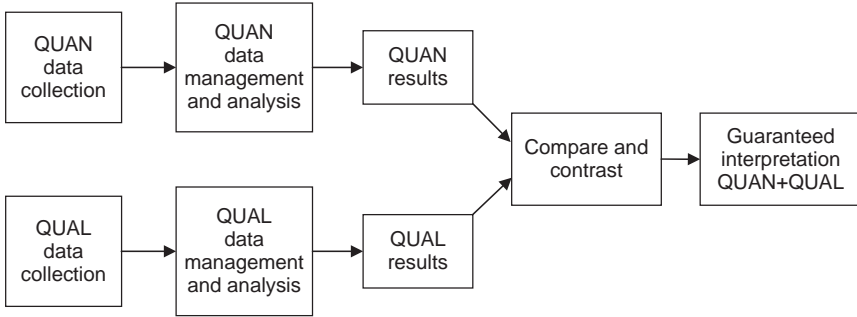 QUAN
data
collection
QUAN
data
management
and analysis
QUAN
results
Compare and
contrast
Guaranteed
interpretation
QUAN+QUAL
QUAL
data
collection
QUAL
data
management
and analysis
QUAL
results